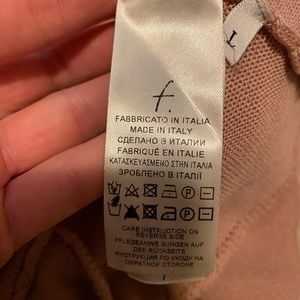 L
f.
FABBRICATO IN ITALIA
MADE IN ITALY
СДЕЛАНО В ИТАЛИИ
FABRIQUÉ EN ITALIE
ΚΑΤΑΣΚΕΥΑΣΜΕΝΟ ΣΤΗΝ ΙΤΑΛΙΑ
ЗРОБЛЕНО В ІТАЛІЇ
CARE INSTRUCTION ON
REVERSE SIDE
PFLEGEANWEISUNGEN AUF
DER RÜCKSEITE
ИНСТРУКЦИЯ ПО УХОДУ НА
ОБРАТНОУ СТОРОНЕ